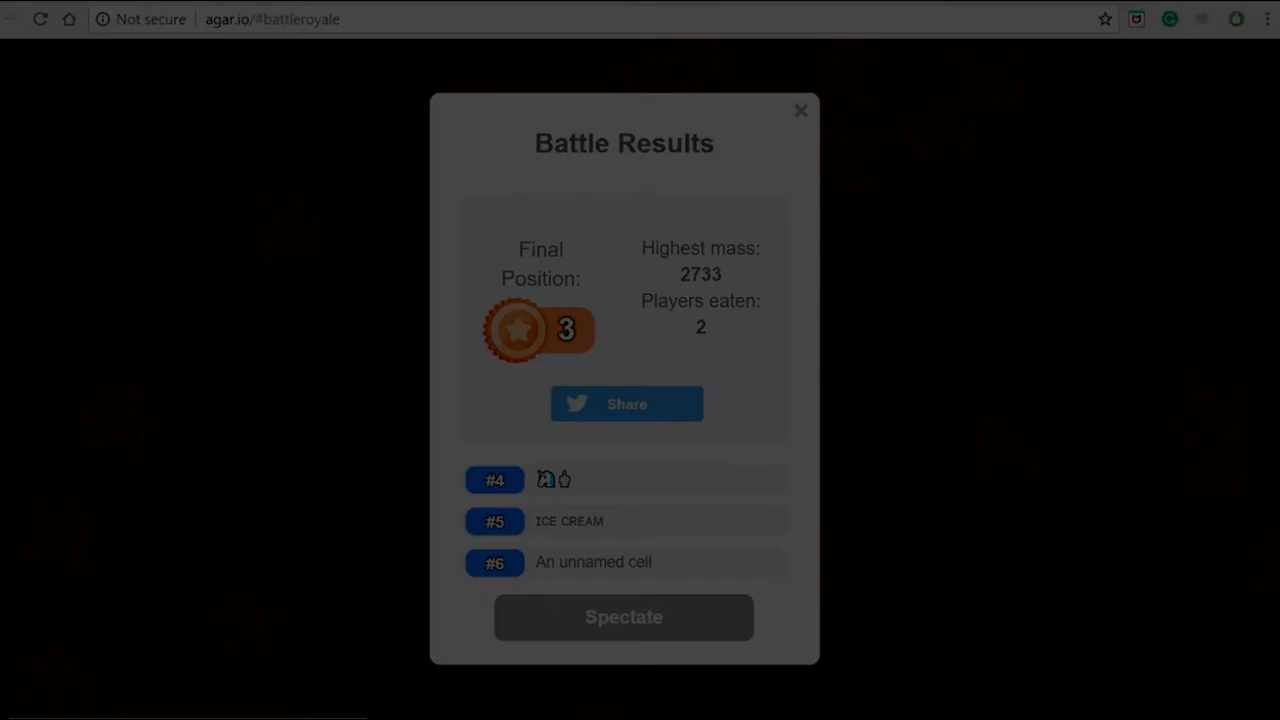 Not secure agar.io/#battleroyale
Battle Results
Final
Position:
3
Highest mass:
2733
Players eaten:
2
Share
#4
#5 ICE CREAM
#6 An unnamed cell
Spectate